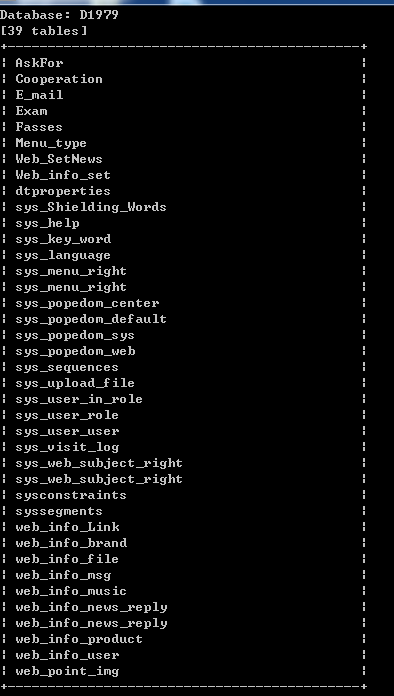 Database: D1979
[39 tables]
+------------------------------------------+
| AskFor |
| Cooperation |
| E_mail |
| Exam |
| Fasses |
| Menu_type |
| Web_SetNews |
| Web_info_set |
| dtproperties |
| sys_Shielding_Words |
| sys_help |
| sys_key_word |
| sys_language |
| sys_menu_right |
| sys_menu_right |
| sys_popedom_center |
| sys_popedom_default |
| sys_popedom_sys |
| sys_popedom_web |
| sys_sequences |
| sys_upload_file |
| sys_user_in_role |
| sys_user_role |
| sys_user_user |
| sys_visit_log |
| sys_web_subject_right |
| sys_web_subject_right |
| sysconstraints |
| syssegments |
| web_info_Link |
| web_info_brand |
| web_info_file |
| web_info_msg |
| web_info_music |
| web_info_news_reply |
| web_info_news_reply |
| web_info_product |
| web_info_user |
| web_point_img |
+------------------------------------------+